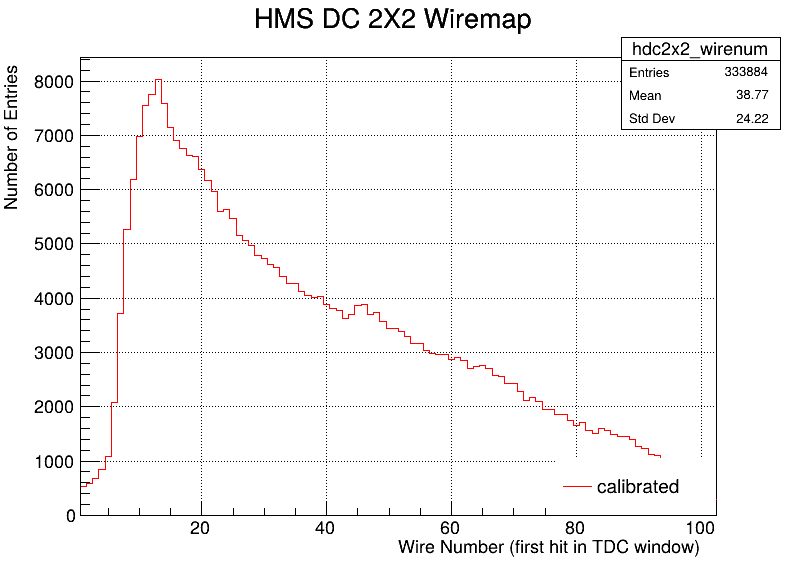 HMS DC 2X2 Wiremap
hdc2x2_wirenum
Entries 333884
Mean 38.77
Std Dev 24.22
Number of Entries
8000
7000
6000
5000
4000
3000
2000
1000
0
calibrated
20 40 60 80 100
Wire Number (first hit in TDC window)